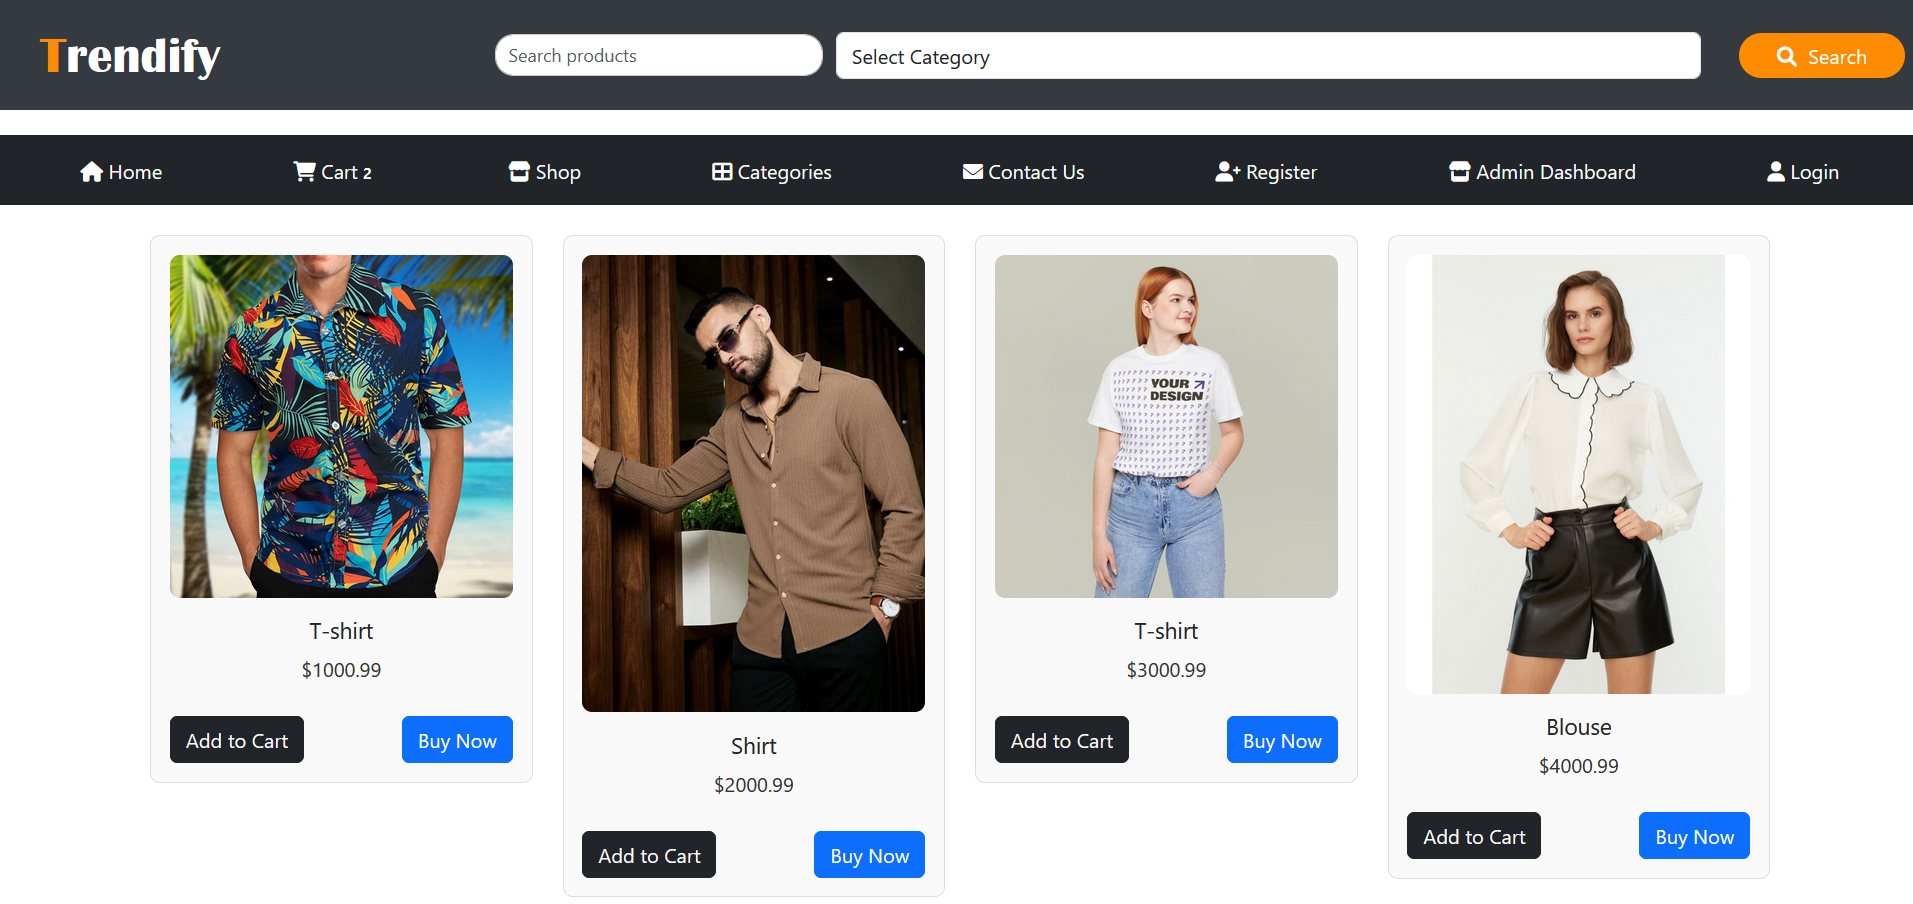 Trendify
Search products
Select Category
Search
Home
Cart 2
Shop
Categories
Contact Us
Register
Admin Dashboard
Login
YOUR
DESIGN
T-shirt
$1000.99
Add to Cart
Buy Now
Shirt
$2000.99
Add to Cart
Buy Now
T-shirt
$3000.99
Add to Cart
Buy Now
Blouse
$4000.99
Add to Cart
Buy Now